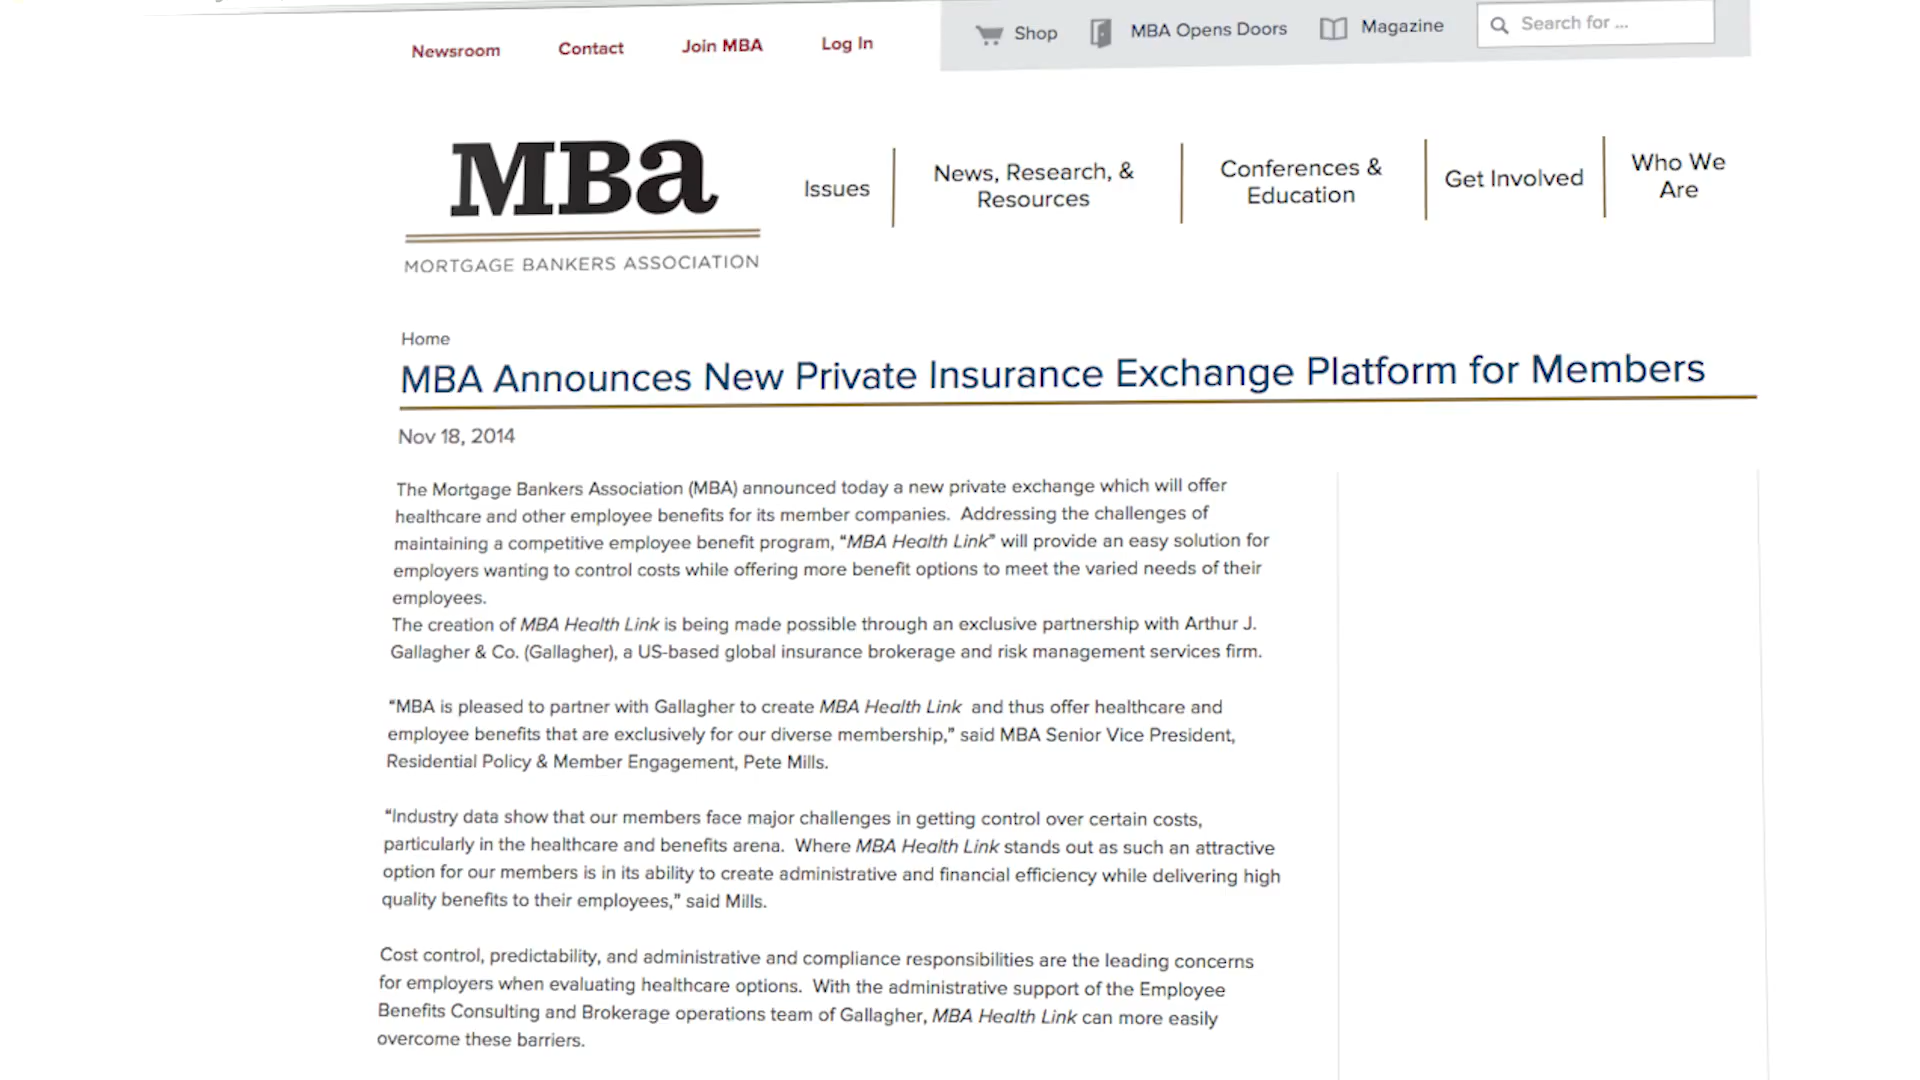 Newsroom Contact Join MBA Log In Shop MBA Opens Doors Magazine Search for ...
MBa
MORTGAGE BANKERS ASSOCIATION
Issues
News, Research, &
Resources
Conferences &
Education
Get Involved
Who We
Are
Home
MBA Announces New Private Insurance Exchange Platform for Members
Nov 18, 2014
The Mortgage Bankers Association (MBA) announced today a new private exchange which will offer
healthcare and other employee benefits for its member companies. Addressing the challenges of
maintaining a competitive employee benefit program, “MBA Health Link” will provide an easy solution for
employers wanting to control costs while offering more benefit options to meet the varied needs of their
employees.
The creation of MBA Health Link is being made possible through an exclusive partnership with Arthur J.
Gallagher & Co. (Gallagher), a US-based global insurance brokerage and risk management services firm.
“MBA is pleased to partner with Gallagher to create MBA Health Link and thus offer healthcare and
employee benefits that are exclusively for our diverse membership,” said MBA Senior Vice President,
Residential Policy & Member Engagement, Pete Mills.
“Industry data show that our members face major challenges in getting control over certain costs,
particularly in the healthcare and benefits arena. Where MBA Health Link stands out as such an attractive
option for our members is in its ability to create administrative and financial efficiency while delivering high
quality benefits to their employees,” said Mills.
Cost control, predictability, and administrative and compliance responsibilities are the leading concerns
for employers when evaluating healthcare options. With the administrative support of the Employee
Benefits Consulting and Brokerage operations team of Gallagher, MBA Health Link can more easily
overcome these barriers.